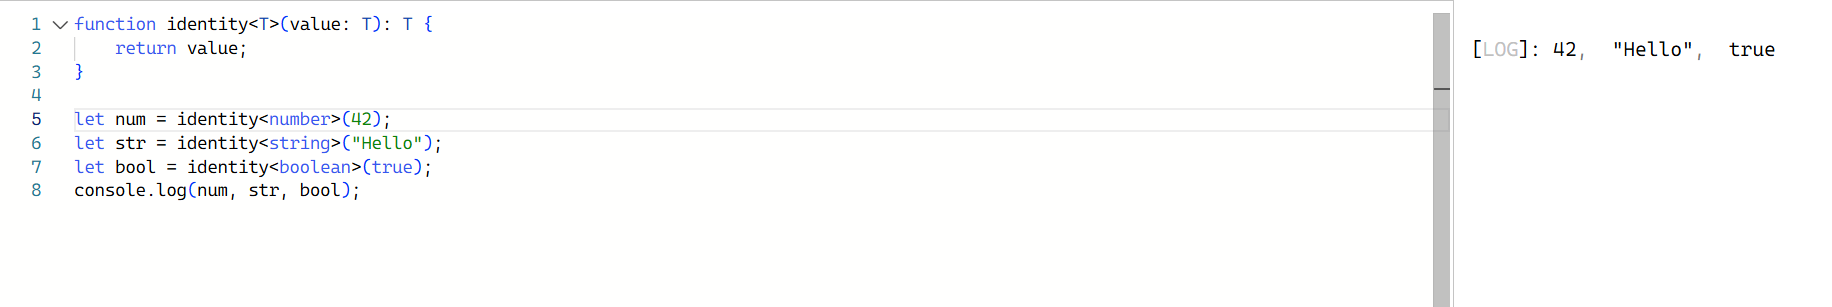 1 function identity<T>(value: T): T {
2     return value;
3 }
4
5 let num = identity<number>(42);
6 let str = identity<string>("Hello");
7 let bool = identity<boolean>(true);
8 console.log(num, str, bool);
[LOG]: 42,  "Hello",  true